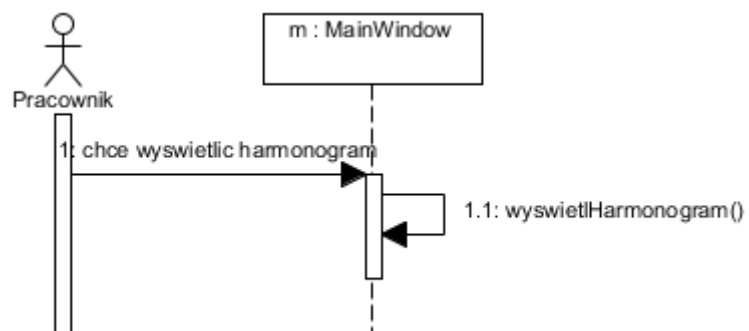 m : MainWindow
Pracownik
1: chce wyswietlic harmonogram
1.1: wyswietlHarmonogram()